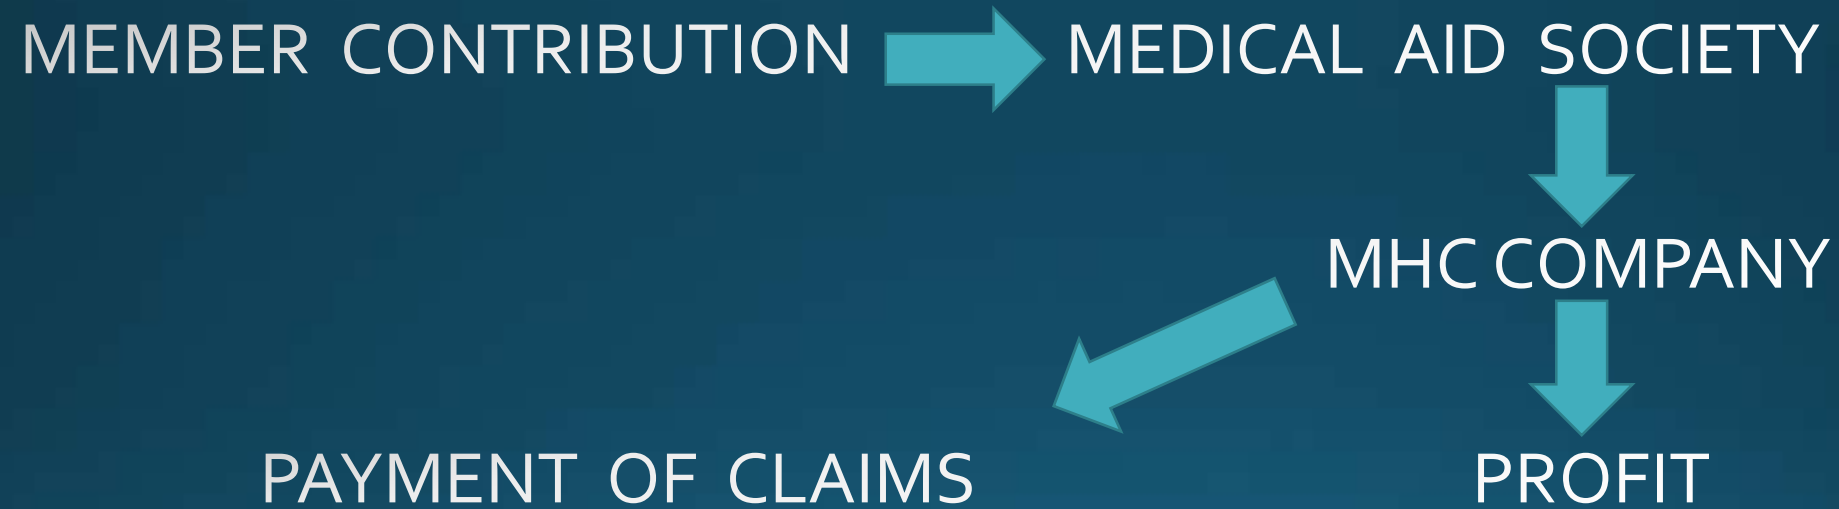 MEMBER CONTRIBUTION
MEDICAL AID SOCIETY
MHC COMPANY
PAYMENT OF CLAIMS
PROFIT